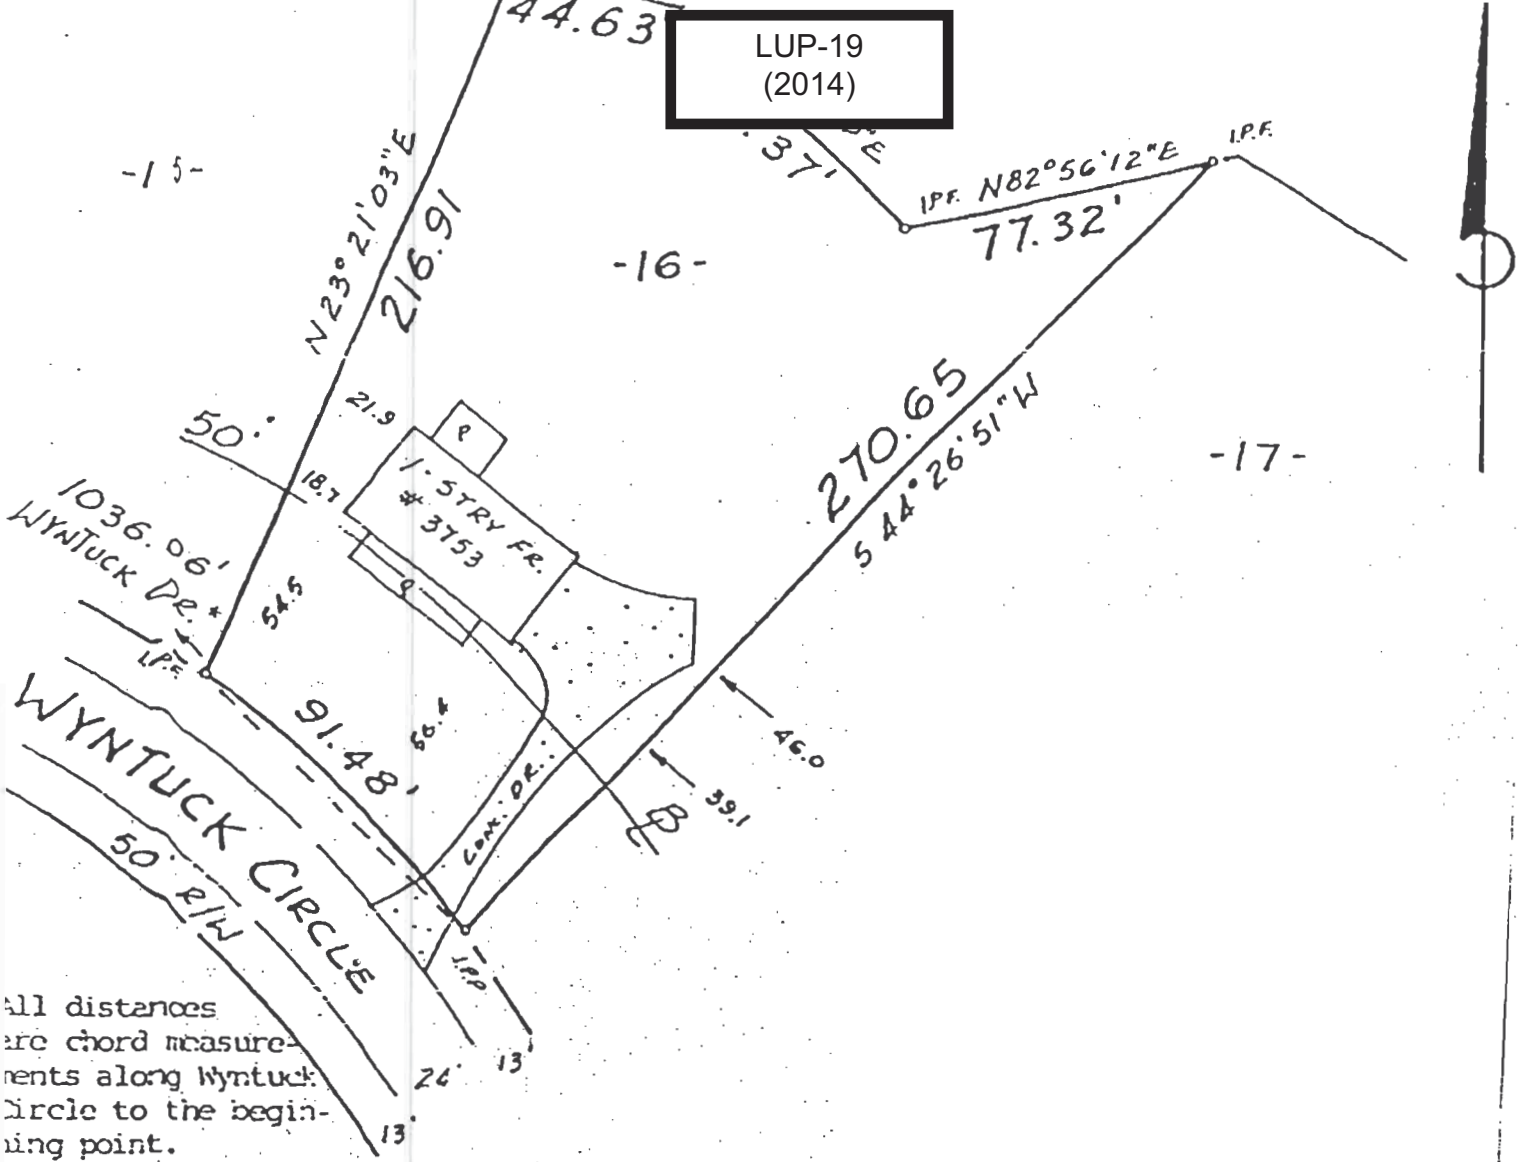 44.63
LUP-19
(2014)
.37'
E
I.P.F.
N82°56'12"E
I.P.F.
77.32'
-15-
N23°21'03"E
216.91
-16-
270.65
S 44°26'51"W
-17-
50'
21.9
18.7
P
1-STRY FR.
# 3753
P
1036.06'
WYNTUCK DR.*
54.5
I.P.F.
91.48'
56.4
46.0
39.1
B
CONC. DR.
WYNTUCK CIRCLE
50' R/W
I.P.P.
13'
24'
13'
All distances
are chord measure-
ments along Wyntuck
Circle to the begin-
ning point.